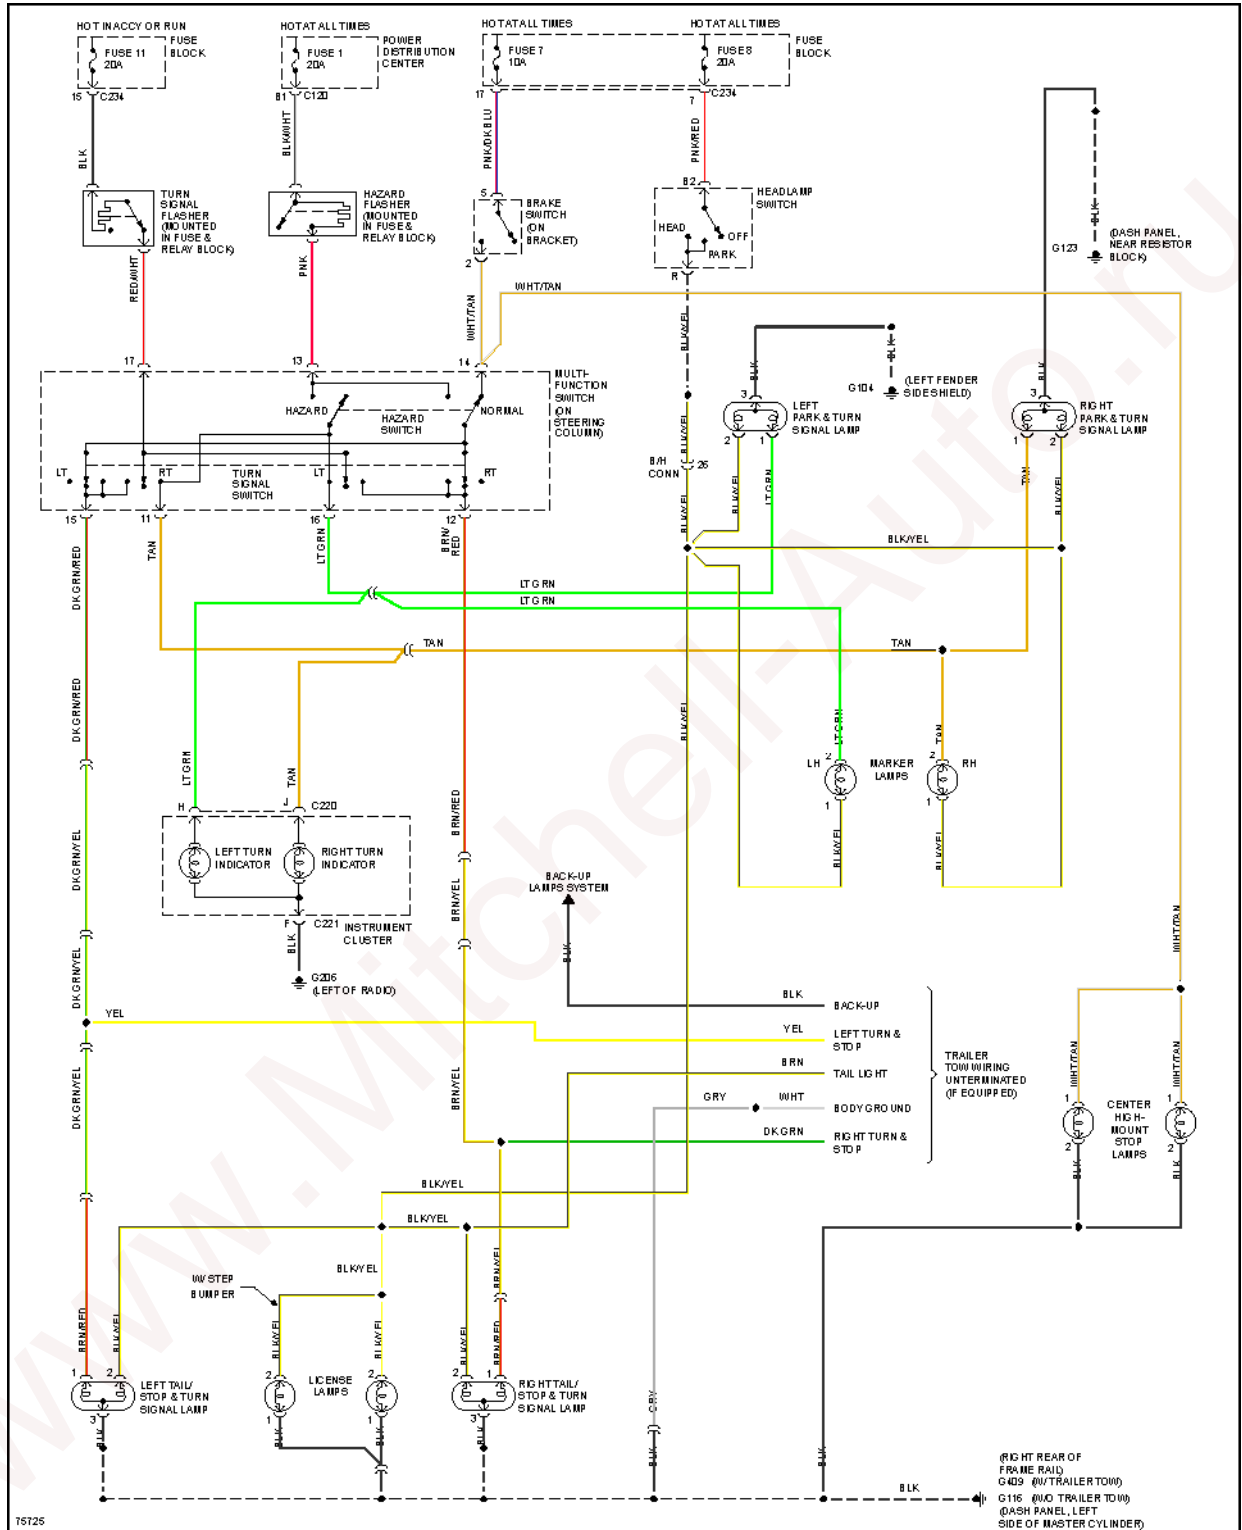 HOT IN ACCY OR RUN
HOT AT ALL TIMES
HOT AT ALL TIMES
HOT AT ALL TIMES
FUSE 11
20A
FUSE
BLOCK
FUSE 1
20A
POWER
DISTRIBUTION
CENTER
FUSE 7
10A
FUSE 8
20A
FUSE
BLOCK
15
C234
B1
C120
17
7
C234
BLK
BLK/WHT
PNK/DK BLU
PNK/RED
BLK
TURN
SIGNAL
FLASHER
(MOUNTED
IN FUSE &
RELAY BLOCK)
HAZARD
FLASHER
(MOUNTED
IN FUSE &
RELAY BLOCK)
5
BRAKE
SWITCH
(ON
BRACKET)
2
B2
HEADLAMP
SWITCH
HEAD
OFF
PARK
R
G123
(DASH PANEL,
NEAR RESISTOR
BLOCK)
RED/WHT
PNK
WHT/TAN
WHT/TAN
BLK/YEL
BLK
BLK
BLK
G104
(LEFT FENDER
SIDE SHIELD)
17
13
14
MULTI-
FUNCTION
SWITCH
(ON
STEERING
COLUMN)
HAZARD
HAZARD
SWITCH
NORMAL
LT
RT
TURN
SIGNAL
SWITCH
LT
RT
BLK/YEL
B/H
CONN
26
BLK/YEL
3
LEFT
PARK & TURN
SIGNAL LAMP
2
1
3
RIGHT
PARK & TURN
SIGNAL LAMP
1
2
BLK/YEL
LT GRN
TAN
BLK/YEL
15
11
16
12
DK GRN/RED
TAN
LT GRN
BRN/
RED
BLK/YEL
LT GRN
LT GRN
TAN
TAN
DK GRN/RED
LT GRN
TAN
BLK/YEL
LT GRN
TAN
LH
2
MARKER
LAMPS
2
RH
1
1
BLK/YEL
BLK/YEL
H
J
C220
LEFT TURN
INDICATOR
RIGHT TURN
INDICATOR
F
C221
INSTRUMENT
CLUSTER
BLK
G206
(LEFT OF RADIO)
BRN/RED
BRN/YEL
DK GRN/YEL
DK GRN/YEL
BACK-UP
LAMPS SYSTEM
BLK
WHT/TAN
YEL
BLK
BACK-UP
YEL
LEFT TURN &
STOP
BRN
TAIL LIGHT
GRY
WHT
BODY GROUND
DK GRN
RIGHT TURN &
STOP
TRAILER
TOW WIRING
UNTERMINATED
(IF EQUIPPED)
DK GRN/YEL
BRN/YEL
WHT/TAN
WHT/TAN
1
CENTER
HIGH-
MOUNT
STOP
LAMPS
1
2
2
BLK
BLK
BLK/YEL
BLK/YEL
BLK/YEL
W/ STEP
BUMPER
BRN/YEL
BRN/RED
BLK/YEL
BLK/YEL
BLK/YEL
BLK/YEL
BRN/RED
1
2
LEFT TAIL/
STOP & TURN
SIGNAL LAMP
3
2
LICENSE
LAMPS
2
1
1
2
1
RIGHT TAIL/
STOP & TURN
SIGNAL LAMP
3
BLK
BLK
BLK
BLK
GRY
BLK
BLK
BLK
(RIGHT REAR OF
FRAME RAIL)
G409 (W/ TRAILER TOW)
G116 (W/O TRAILER TOW)
(DASH PANEL, LEFT
SIDE OF MASTER CYLINDER)
75725
www.Mitchell-Auto.ru